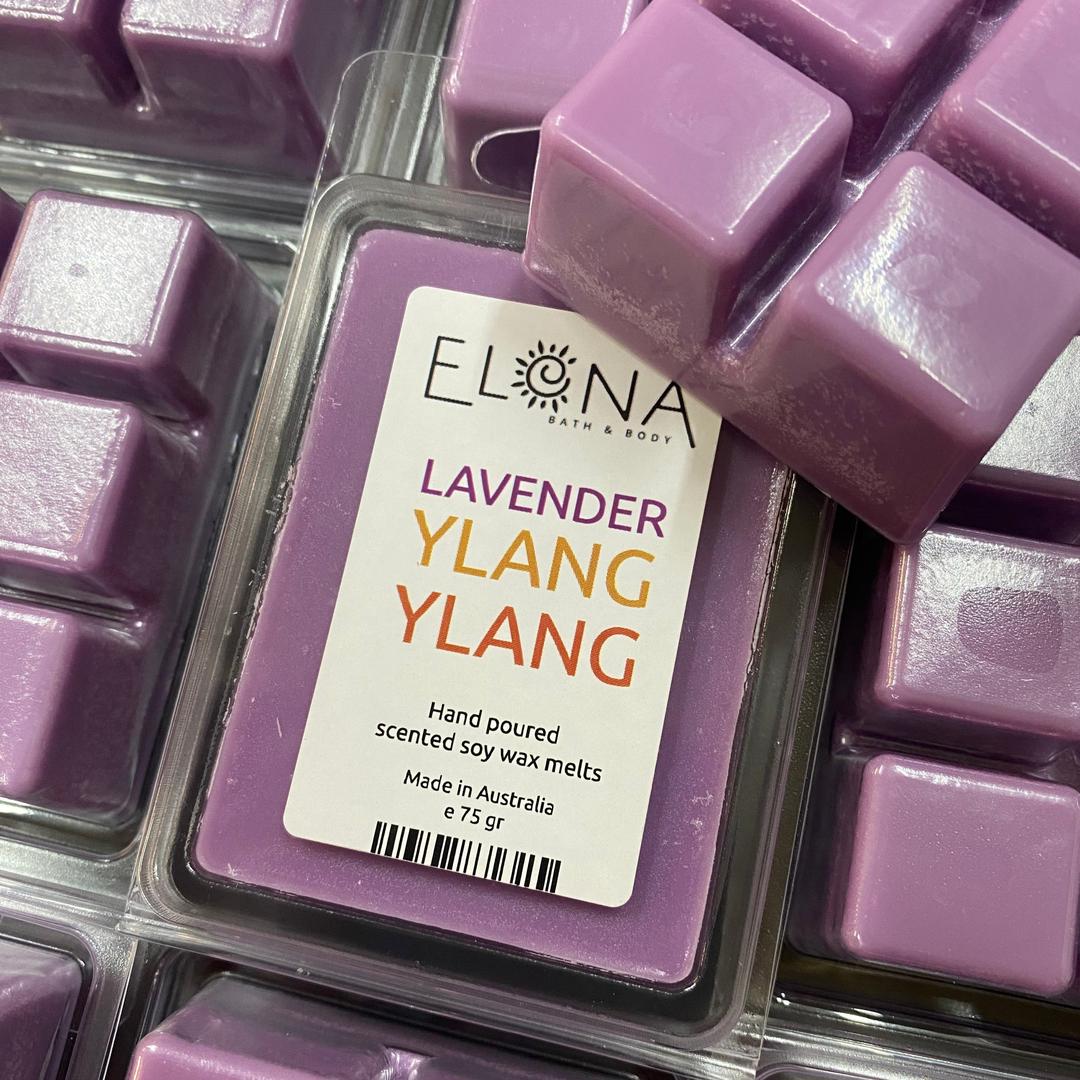 ELONA
BATH & BODY
LAVENDER
YLANG
YLANG
Hand poured
scented soy wax melts
Made in Australia
e 75 gr